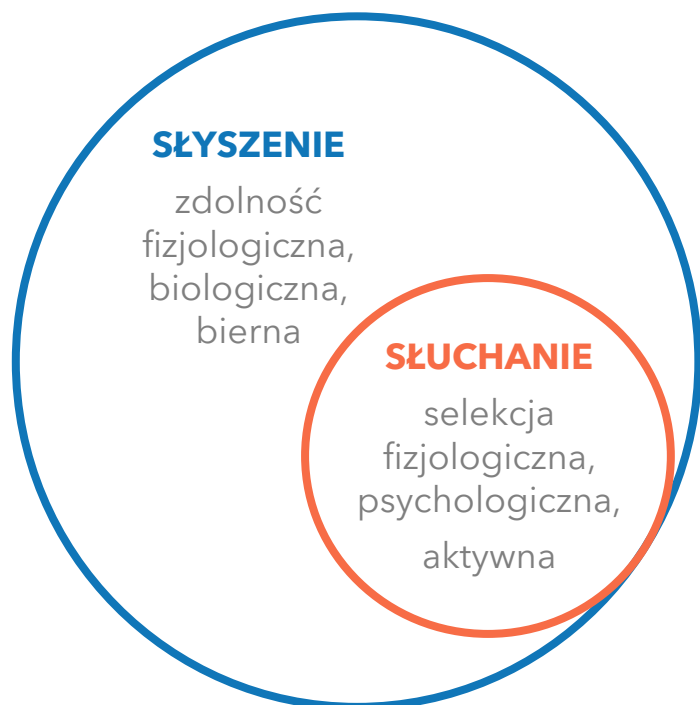 SŁYSZENIE
zdolność
fizjologiczna,
biologiczna,
bierna
SŁUCHANIE
selekcja
fizjologiczna,
psychologiczna,
aktywna